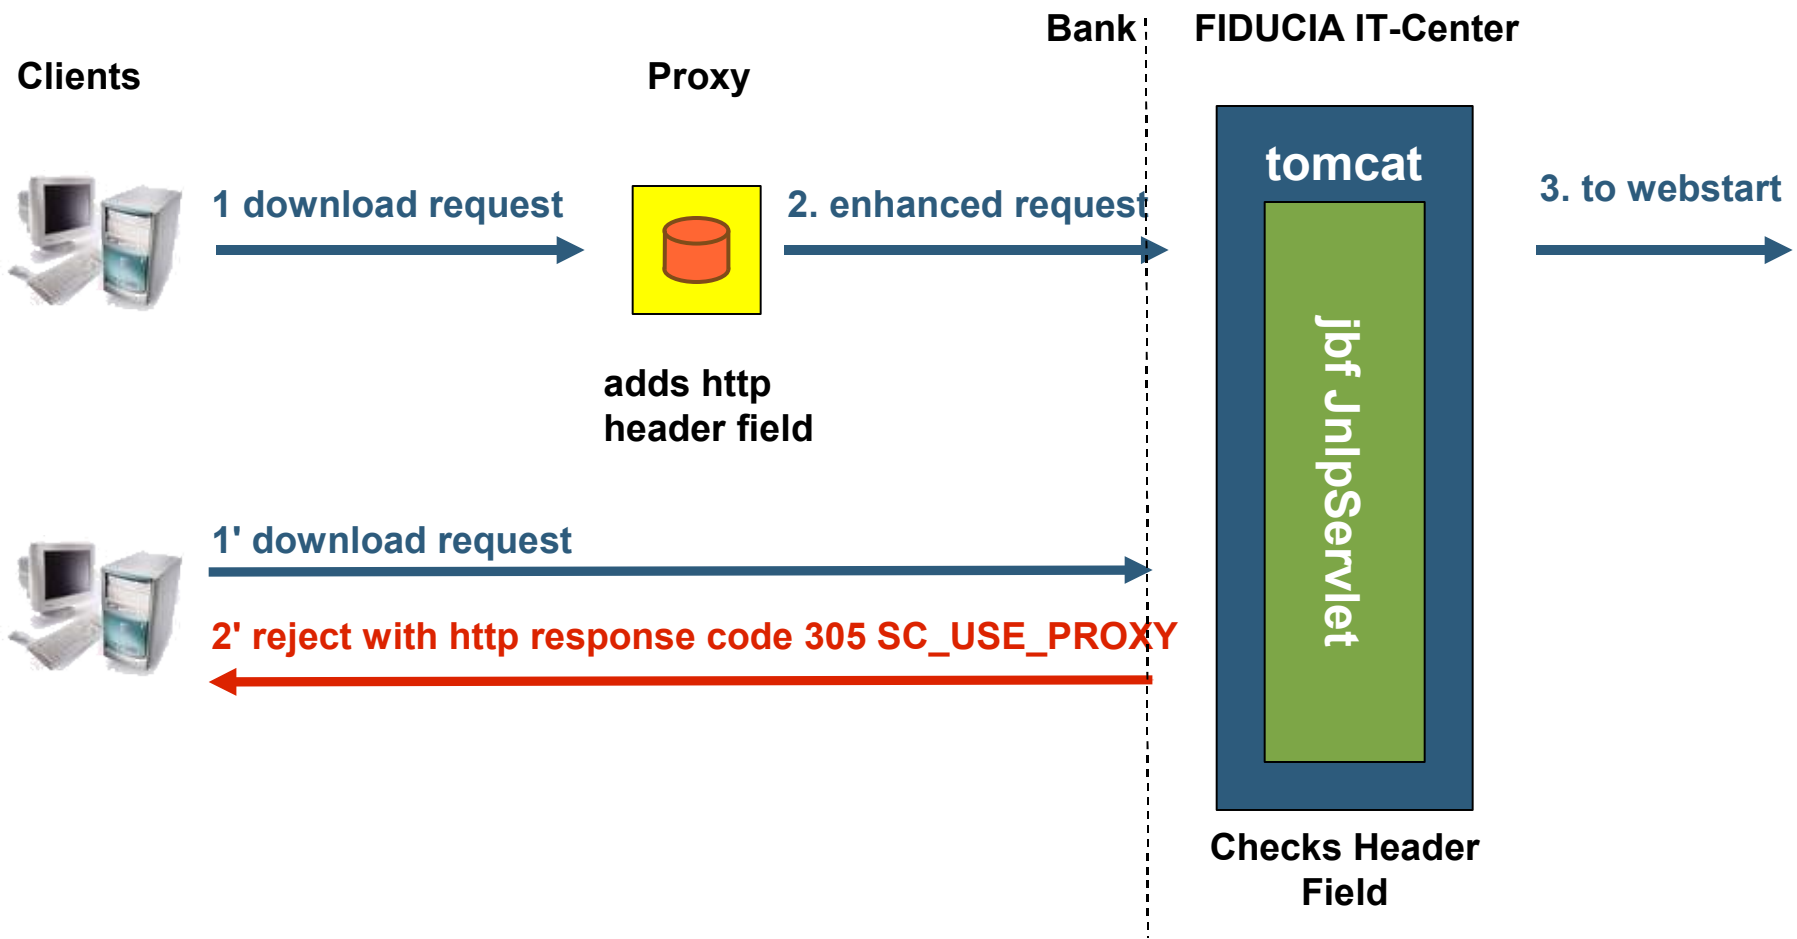 Bank
FIDUCIA IT-Center
Clients
Proxy
tomcat
1 download request
2. enhanced request
3. to webstart
jbf JnlpServlet
adds http
header field
1' download request
2' reject with http response code 305 SC_USE_PROXY
Checks Header
Field